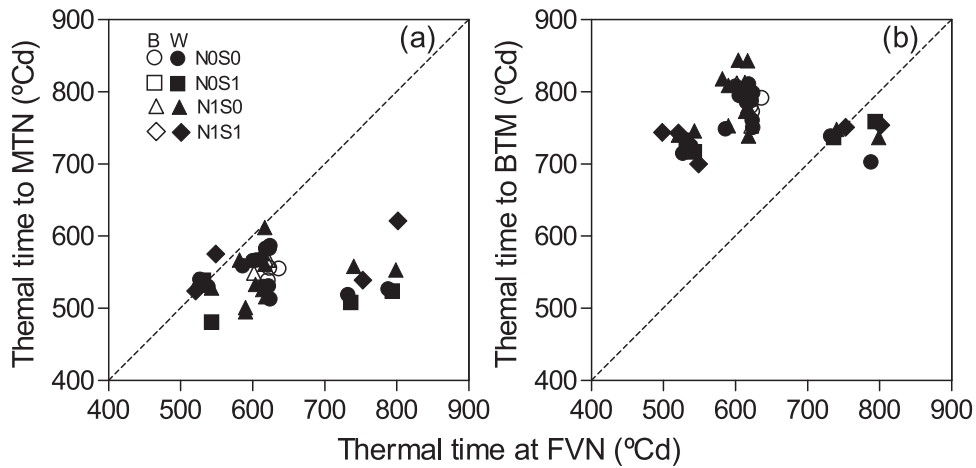 Thermal time to MTN (ºCd)
900
800
700
600
500
400
(a)
B W
N0S0
N0S1
N1S0
N1S1
400 500 600 700 800 900
Themal time to BTM (ºCd)
900
800
700
600
500
400
(b)
400 500 600 700 800 900
Thermal time at FVN (ºCd)